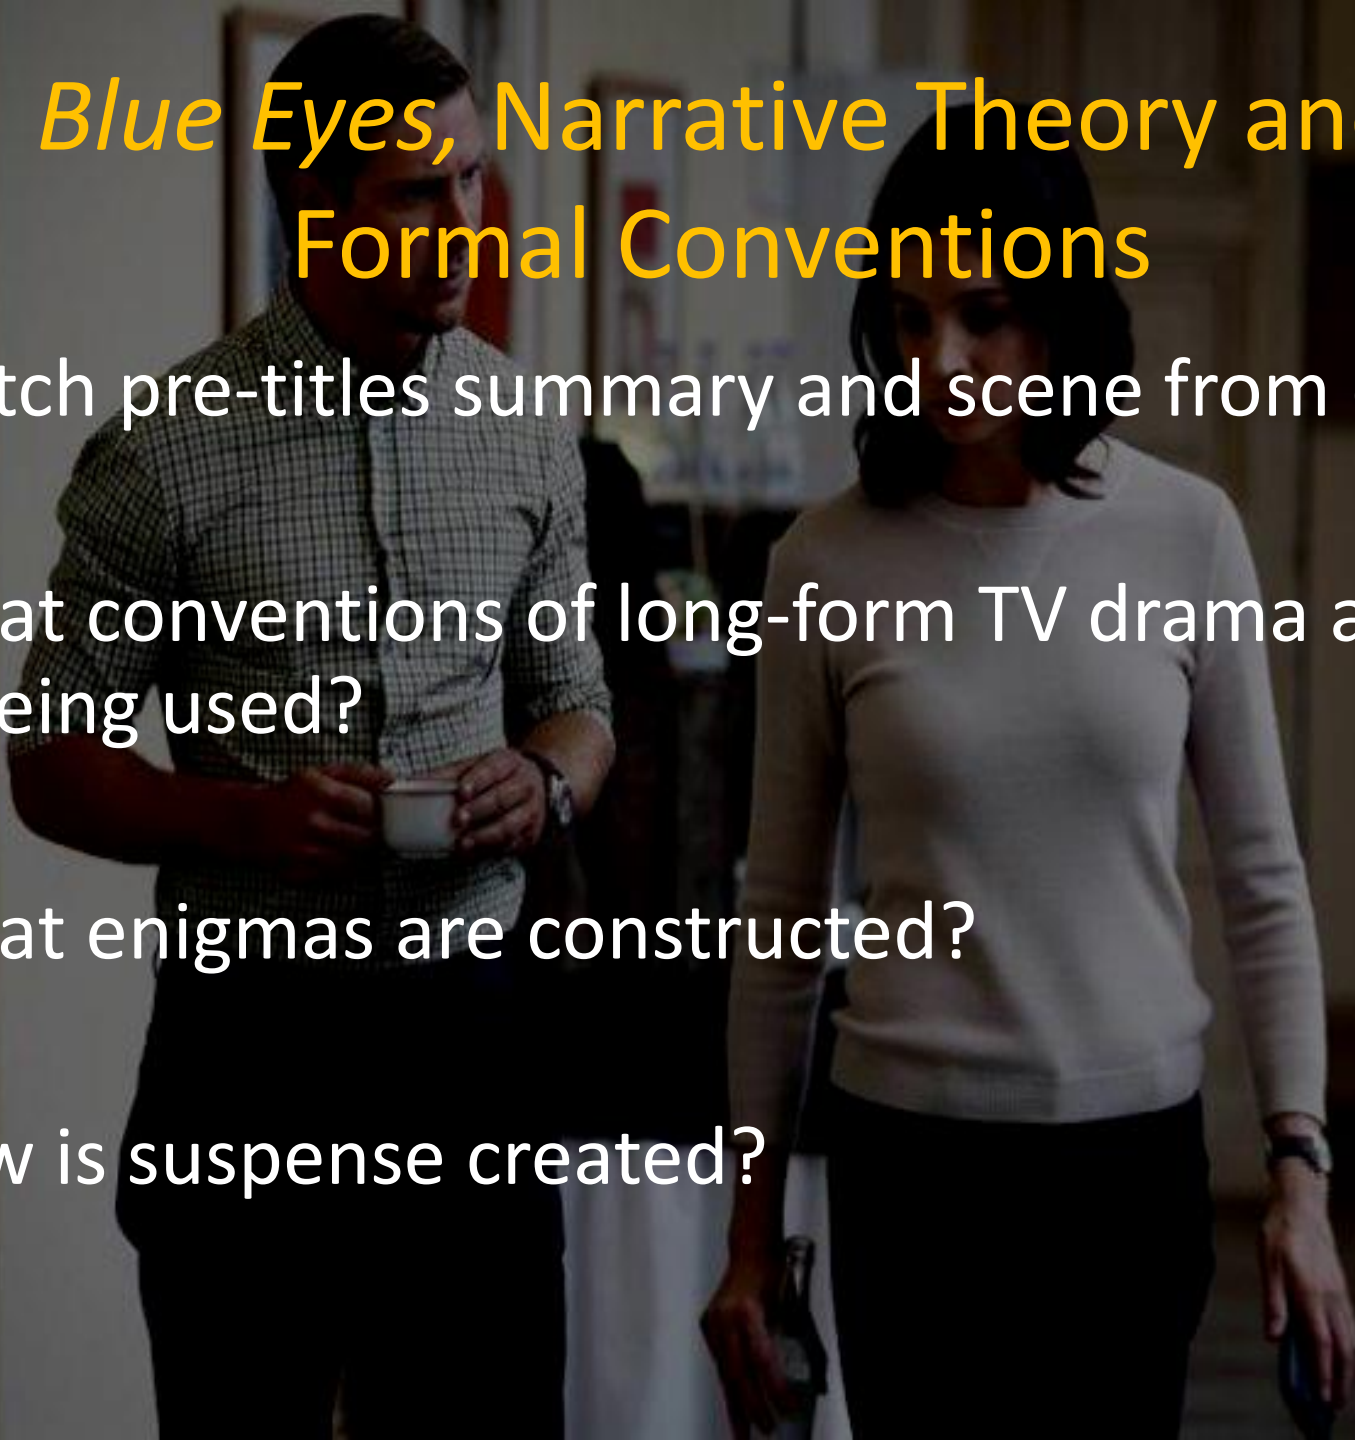 Blue Eyes, Narrative Theory an
Formal Conventions
tch pre-titles summary and scene from
at conventions of long-form TV drama a
eing used?
at enigmas are constructed?
w is suspense created?